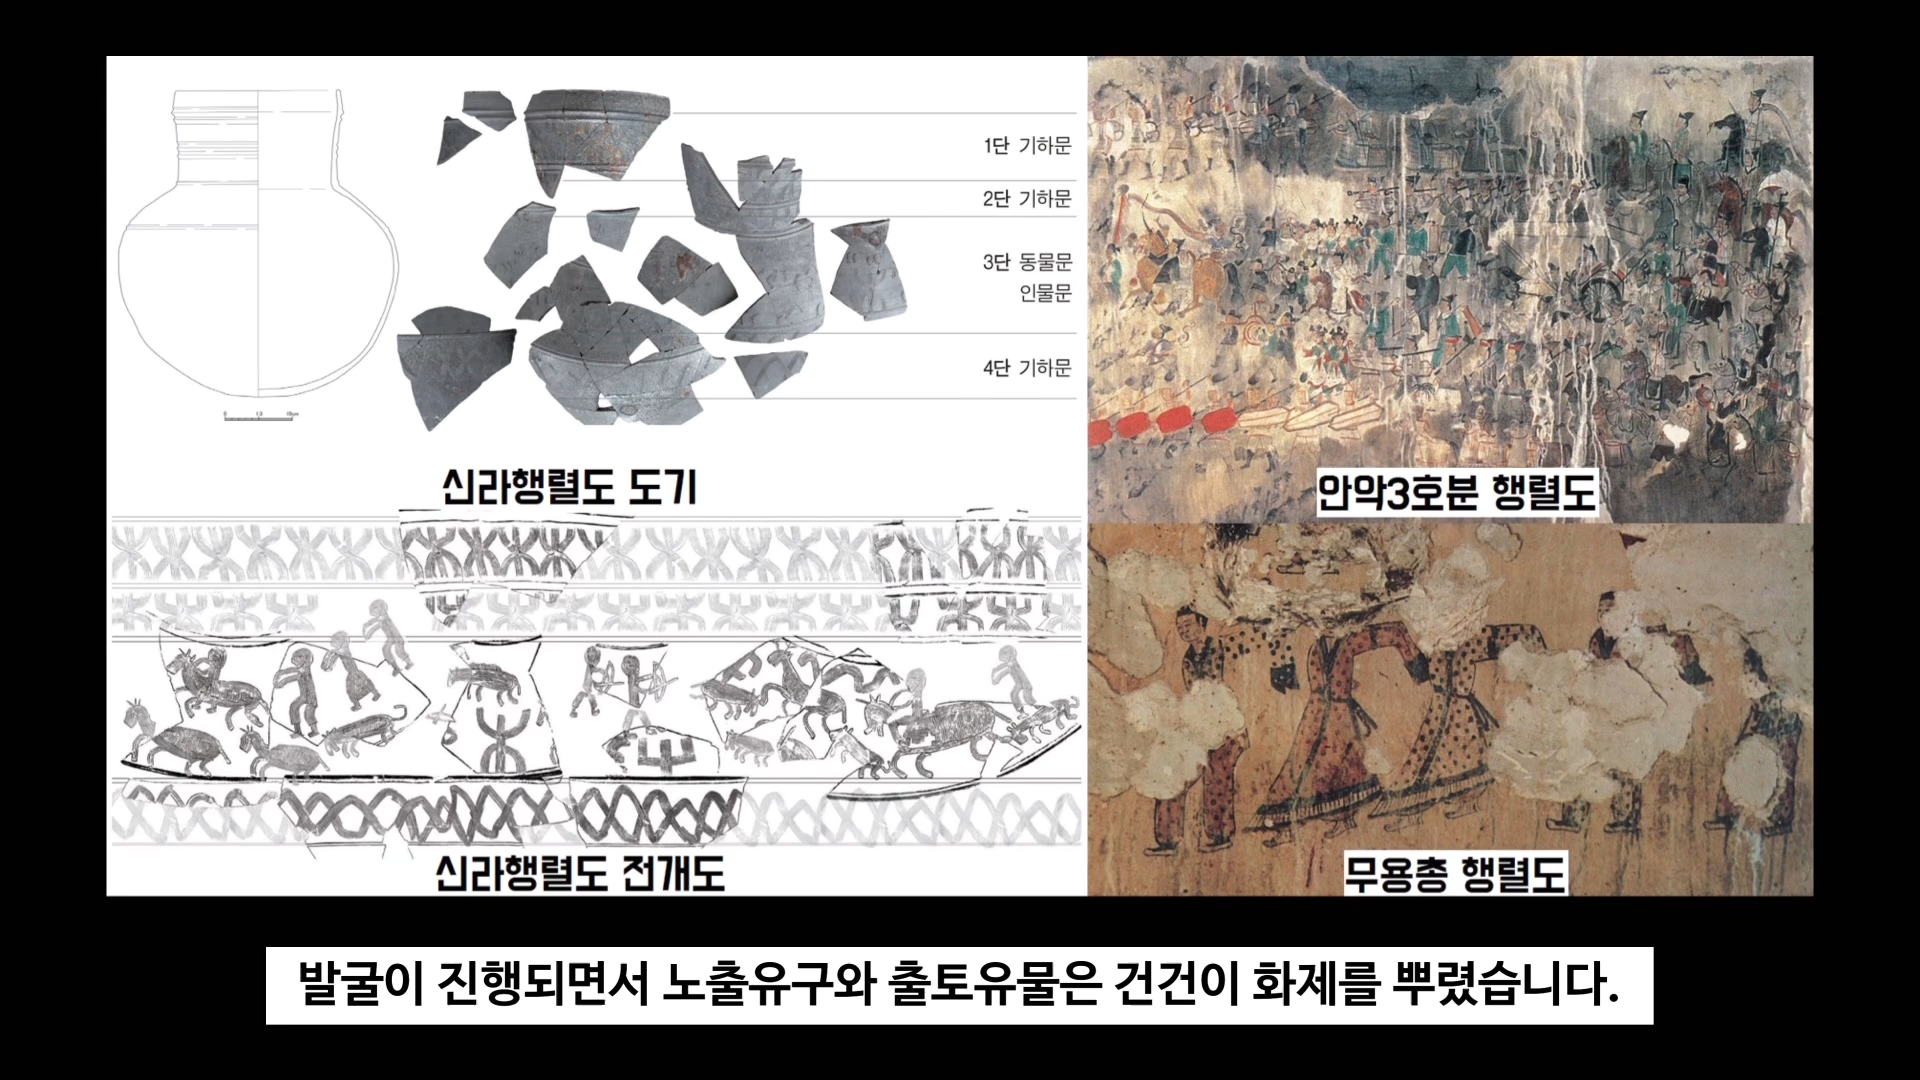 1단 기하문
2단 기하문
3단 동물문
인물문
4단 기하문
신라행렬도 도기
신라행렬도 전개도
안악3호분 행렬도
무용총 행렬도
발굴이 진행되면서 노출유구와 출토유물은 건건이 화제를 뿌렸습니다.